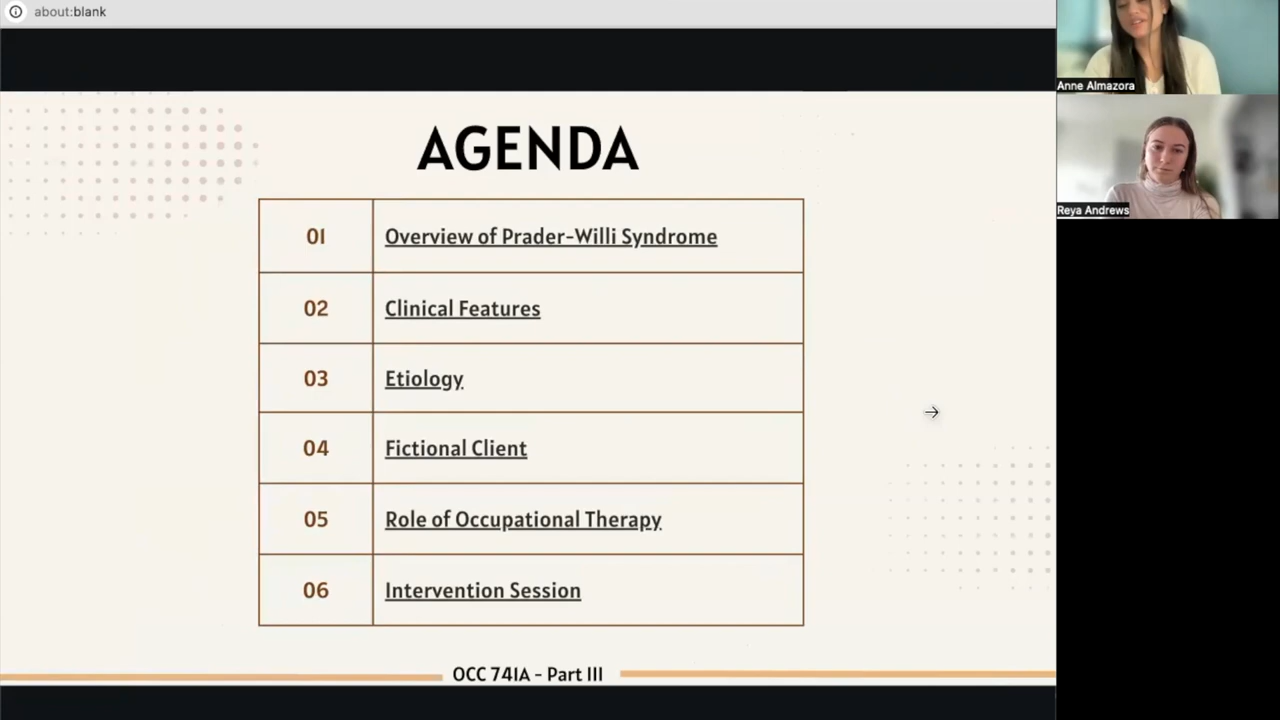 about:blank
AGENDA
01 Overview of Prader-Willi Syndrome
02 Clinical Features
03 Etiology
04 Fictional Client
05 Role of Occupational Therapy
06 Intervention Session
OCC 741A - Part III
Anne Almazora
Reya Andrews